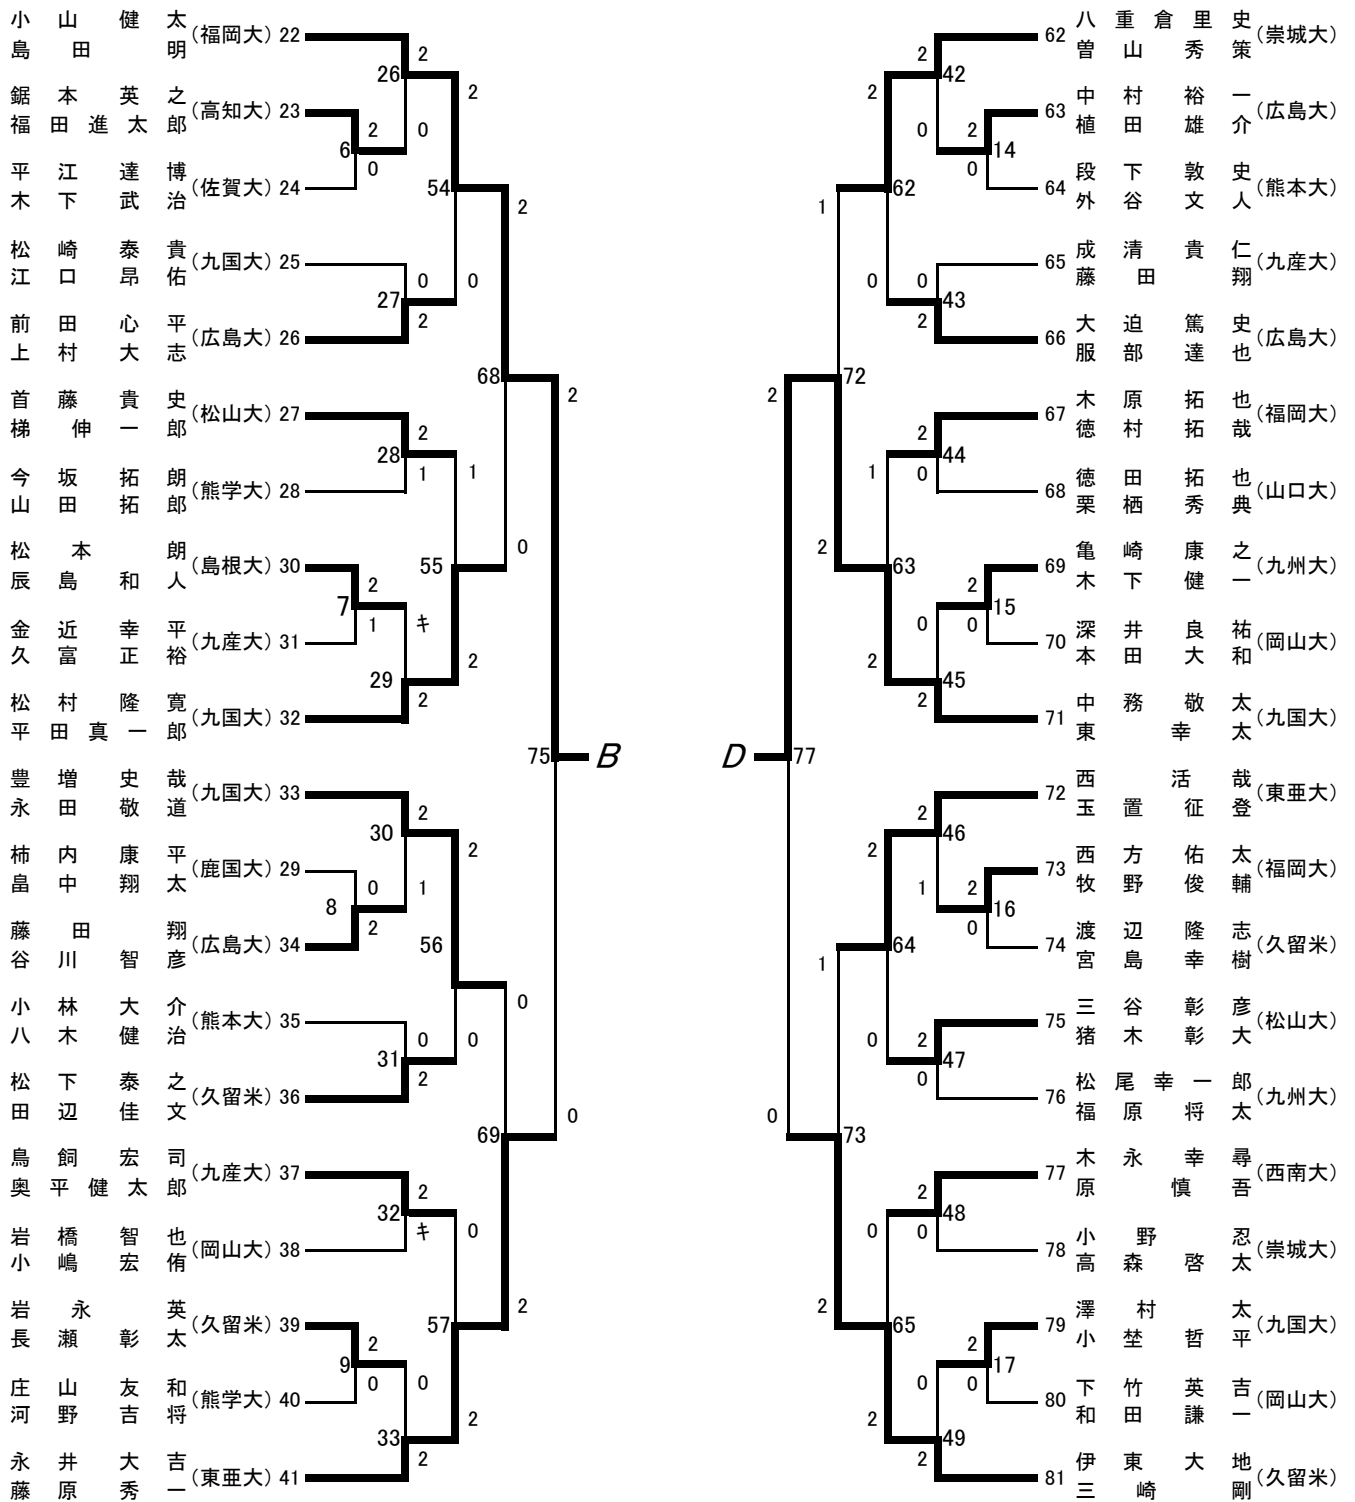 小山健太
島田明
(福岡大) 22
鋸本英之
福田進太郎
(高知大) 23
平江達博
木下武治
(佐賀大) 24
松崎泰貴
江口昂佑
(九国大) 25
前田心平
上村大志
(広島大) 26
首藤貴史
梯伸一郎
(松山大) 27
今坂拓朗
山田拓郎
(熊学大) 28
松本朗
辰島和人
(島根大) 30
金近幸平
久富正裕
(九産大) 31
松村隆寛
平田真一郎
(九国大) 32
豊増史哉
永田敬道
(九国大) 33
柿内康平
畠中翔太
(鹿国大) 29
藤田翔
谷川智彦
(広島大) 34
小林大介
八木健治
(熊本大) 35
松下泰之
田辺佳文
(久留米) 36
鳥飼宏司
奥平健太郎
(九産大) 37
岩橋智也
小嶋宏侑
(岡山大) 38
岩永英
長瀬彰太
(久留米) 39
庄山友和
河野吉将
(熊学大) 40
永井大吉
藤原秀一
(東亜大) 41
2
26
2
2
0
6
0
54
2
0
0
27
2
68
2
2
28
1
1
0
2
55
7
1
キ
2
29
2
75
B
2
30
2
0
1
8
2
56
0
0
0
31
2
69
0
2
32
キ
0
2
57
2
9
0
0
2
33
2
62
八重倉里史
曽山秀策
(崇城大)
63
中村裕一
植田雄介
(広島大)
64
段下敦史
外谷文人
(熊本大)
65
成清貴仁
藤田翔
(九産大)
66
大迫篤史
服部達也
(広島大)
67
木原拓也
徳村拓哉
(福岡大)
68
徳田拓也
栗栖秀典
(山口大)
69
亀崎康之
木下健一
(九州大)
70
深井良祐
本田大和
(岡山大)
71
中務敬太
東幸太
(九国大)
72
西活哉
玉置征登
(東亜大)
73
西方佑太
牧野俊輔
(福岡大)
74
渡辺隆志
宮島幸樹
(久留米)
75
三谷彰彦
猪木彰大
(松山大)
76
松尾幸一郎
福原将太
(九州大)
77
木永幸尋
原慎吾
(西南大)
78
小野忍
高森啓太
(崇城大)
79
澤村太
小埜哲平
(九国大)
80
下竹英吉
和田謙一
(岡山大)
81
伊東大地
三崎剛
(久留米)
2
42
2
0
2
14
0
62
1
0
0
43
2
72
2
2
44
1
0
2
63
2
15
0
0
2
45
2
D
77
2
46
2
1
2
16
0
64
1
0
2
47
0
0
73
2
48
0
0
2
65
2
17
0
0
2
49
2